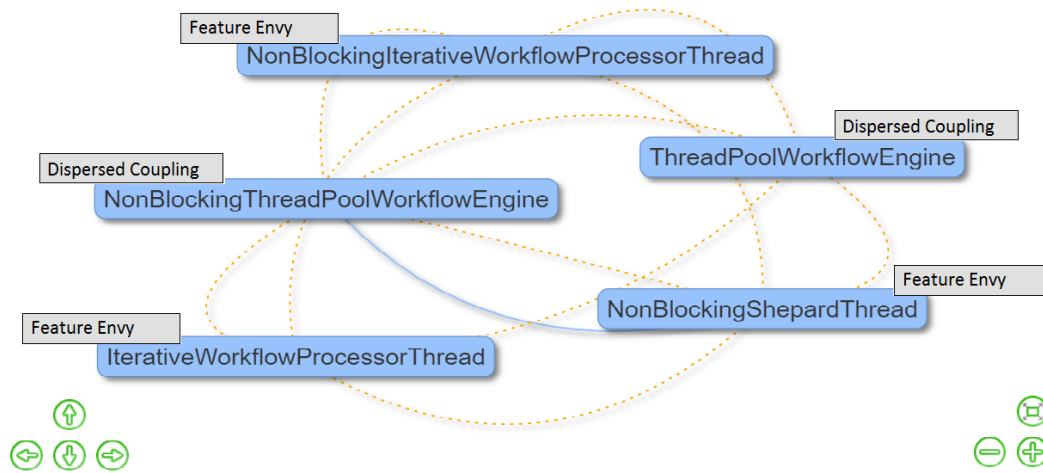 Feature Envy
NonBlockingIterativeWorkflowProcessorThread
Dispersed Coupling
ThreadPoolWorkflowEngine
Dispersed Coupling
NonBlockingThreadPoolWorkflowEngine
Feature Envy
NonBlockingShepardThread
Feature Envy
IterativeWorkflowProcessorThread